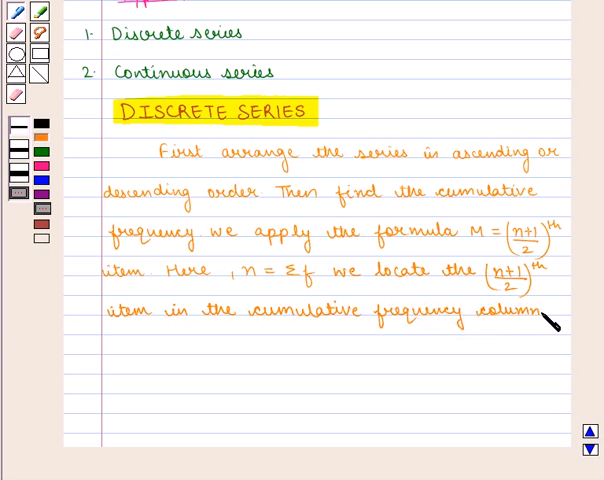 1. Discrete series
2. Continuous series
DISCRETE SERIES
First arrange the series in ascending or
descending order Then find the cumulative
frequency we apply the formula M = (n+1/2)th
item. Here, n = Σf we locate the (n+1/2)th
item in the cumulative frequency column